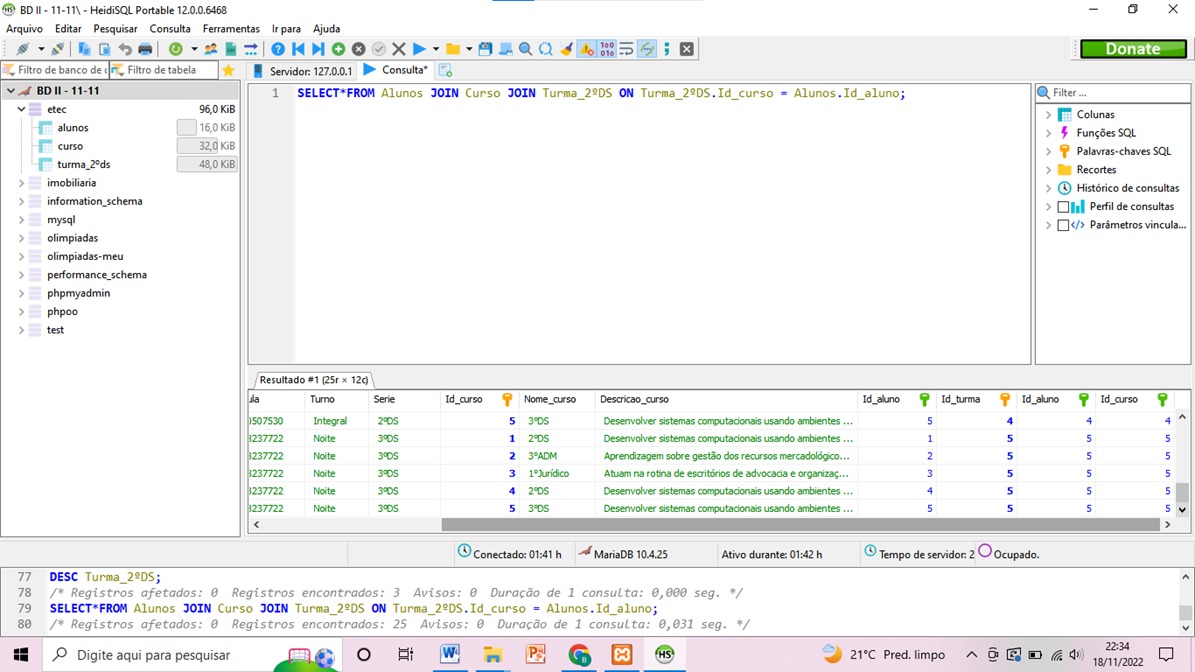 BD II - 11-11\ - HeidiSQL Portable 12.0.0.6468
Arquivo Editar Pesquisar Consulta Ferramentas Ir para Ajuda
Donate
Filtro de banco de Filtro de tabela Servidor: 127.0.0.1 Consulta*
BD II - 11-11
etec 96,0 KiB
alunos 16,0 KiB
curso 32,0 KiB
turma_2ºds 48,0 KiB
imobiliaria
information_schema
mysql
olimpiadas
olimpiadas-meu
performance_schema
phpmyadmin
phpoo
test
1 SELECT*FROM Alunos JOIN Curso JOIN Turma_2ºDS ON Turma_2ºDS.Id_curso = Alunos.Id_aluno;
Filter ...
Colunas
Funções SQL
Palavras-chaves SQL
Recortes
Histórico de consultas
Perfil de consultas
Parâmetros vincula...
Resultado #1 (25r × 12c)
ula Turno Serie Id_curso Nome_curso Descricao_curso Id_aluno Id_turma Id_aluno Id_curso
0507530 Integral 2ºDS 5 3ºDS Desenvolver sistemas computacionais usando ambientes ... 5 4 4 4
3237722 Noite 3ºDS 1 2ºDS Desenvolver sistemas computacionais usando ambientes ... 1 5 5 5
3237722 Noite 3ºDS 2 3ºADM Aprendizagem sobre gestão dos recursos mercadológico... 2 5 5 5
3237722 Noite 3ºDS 3 1ºJurídico Atuam na rotina de escritórios de advocacia e organizaç... 3 5 5 5
3237722 Noite 3ºDS 4 2ºDS Desenvolver sistemas computacionais usando ambientes ... 4 5 5 5
3237722 Noite 3ºDS 5 3ºDS Desenvolver sistemas computacionais usando ambientes ... 5 5 5 5
Conectado: 01:41 h MariaDB 10.4.25 Ativo durante: 01:42 h Tempo de servidor: 2 Ocupado.
77 DESC Turma_2ºDS;
78 /* Registros afetados: 0 Registros encontrados: 3 Avisos: 0 Duração de 1 consulta: 0,000 seg. */
79 SELECT*FROM Alunos JOIN Curso JOIN Turma_2ºDS ON Turma_2ºDS.Id_curso = Alunos.Id_aluno;
80 /* Registros afetados: 0 Registros encontrados: 25 Avisos: 0 Duração de 1 consulta: 0,031 seg. */
Digite aqui para pesquisar 21°C Pred. limpo 22:34
18/11/2022